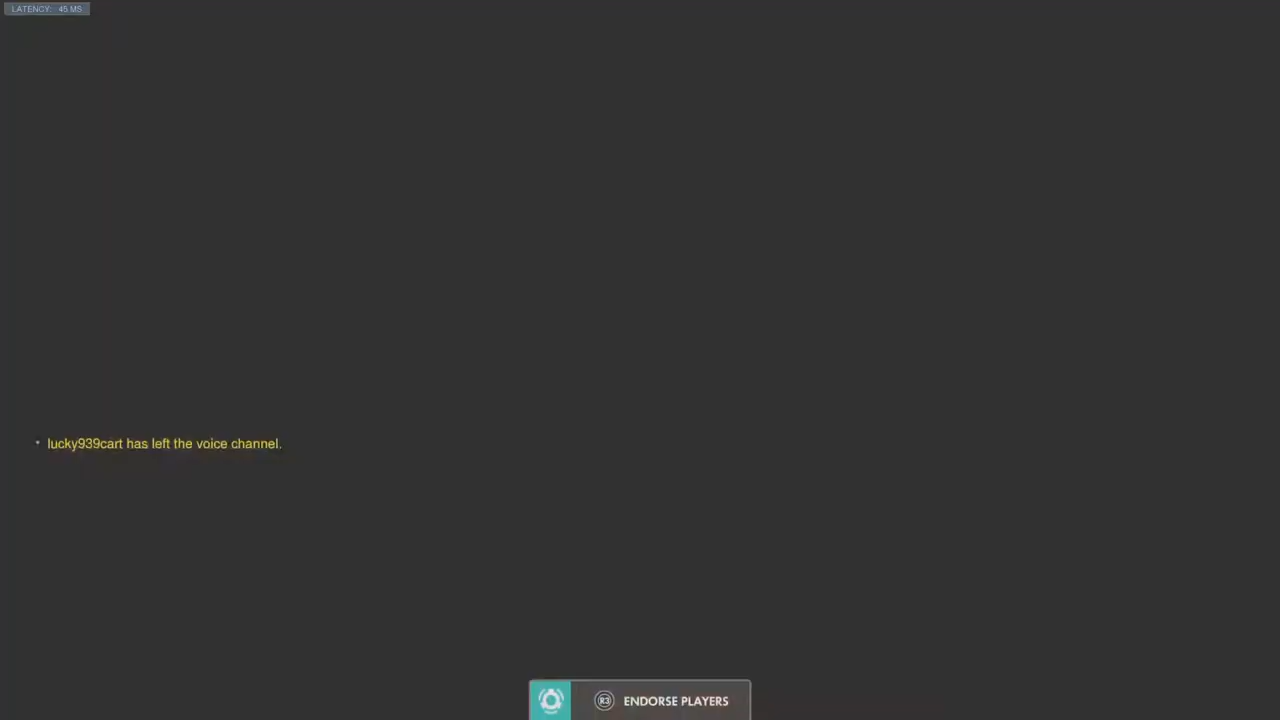 LATENCY: 45 MS
lucky939cart has left the voice channel.
R3 ENDORSE PLAYERS